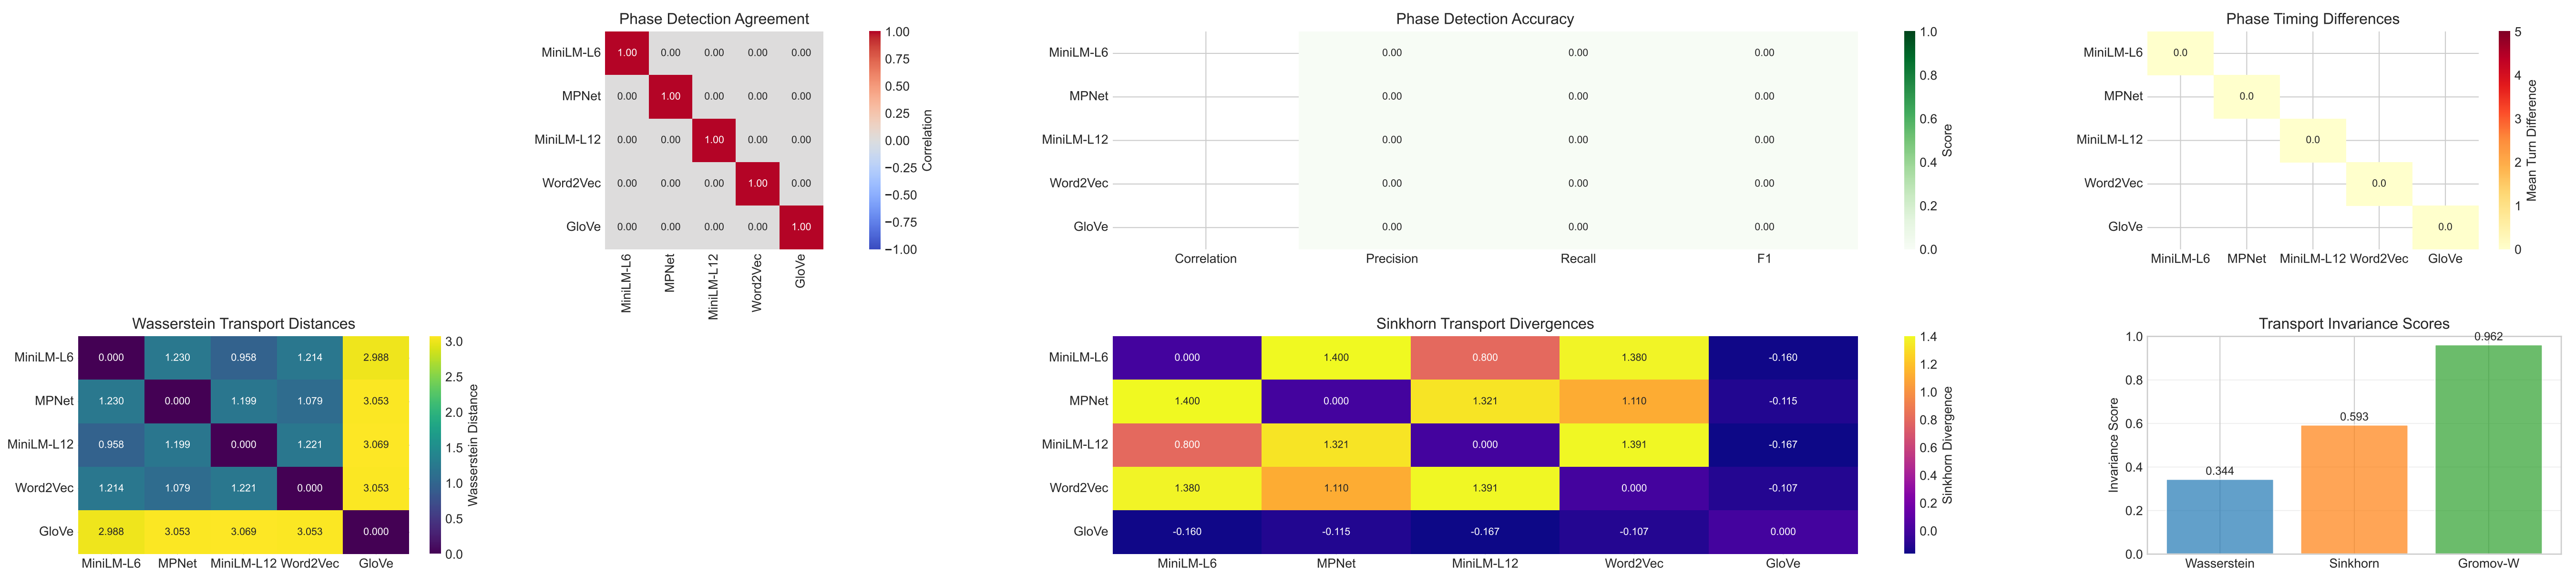 Phase Detection Agreement
MiniLM-L6 1.00 0.00 0.00 0.00 0.00
MPNet 0.00 1.00 0.00 0.00 0.00
MiniLM-L12 0.00 0.00 1.00 0.00 0.00
Word2Vec 0.00 0.00 0.00 1.00 0.00
GloVe 0.00 0.00 0.00 0.00 1.00
MiniLM-L6 MPNet MiniLM-L12 Word2Vec GloVe
1.00
0.75
0.50
0.25
0.00
−0.25
−0.50
−0.75
−1.00
Correlation
Phase Detection Accuracy
MiniLM-L6 0.00 0.00 0.00
MPNet 0.00 0.00 0.00
MiniLM-L12 0.00 0.00 0.00
Word2Vec 0.00 0.00 0.00
GloVe 0.00 0.00 0.00
Correlation Precision Recall F1
1.0
0.8
0.6
0.4
0.2
0.0
Score
Phase Timing Differences
MiniLM-L6 0.0
MPNet 0.0
MiniLM-L12 0.0
Word2Vec 0.0
GloVe 0.0
MiniLM-L6 MPNet MiniLM-L12 Word2Vec GloVe
5
4
3
2
1
0
Mean Turn Difference
Wasserstein Transport Distances
MiniLM-L6 0.000 1.230 0.958 1.214 2.988
MPNet 1.230 0.000 1.199 1.079 3.053
MiniLM-L12 0.958 1.199 0.000 1.221 3.069
Word2Vec 1.214 1.079 1.221 0.000 3.053
GloVe 2.988 3.053 3.069 3.053 0.000
MiniLM-L6 MPNet MiniLM-L12 Word2Vec GloVe
3.0
2.5
2.0
1.5
1.0
0.5
0.0
Wasserstein Distance
Sinkhorn Transport Divergences
MiniLM-L6 0.000 1.400 0.800 1.380 -0.160
MPNet 1.400 0.000 1.321 1.110 -0.115
MiniLM-L12 0.800 1.321 0.000 1.391 -0.167
Word2Vec 1.380 1.110 1.391 0.000 -0.107
GloVe -0.160 -0.115 -0.167 -0.107 0.000
MiniLM-L6 MPNet MiniLM-L12 Word2Vec GloVe
1.4
1.2
1.0
0.8
0.6
0.4
0.2
0.0
Sinkhorn Divergence
Transport Invariance Scores
1.0
0.8
0.6
0.4
0.2
0.0
Invariance Score
0.344 0.593 0.962
Wasserstein Sinkhorn Gromov-W